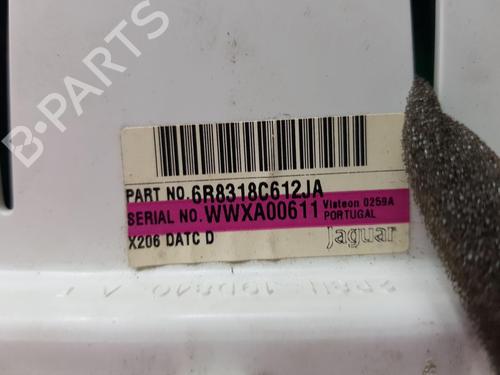 B-PARTS
PART NO. 6R8318C612JA
SERIAL NO. WWXA00611 Visteon 0259A
PORTUGAL
X206 DATC D Jaguar